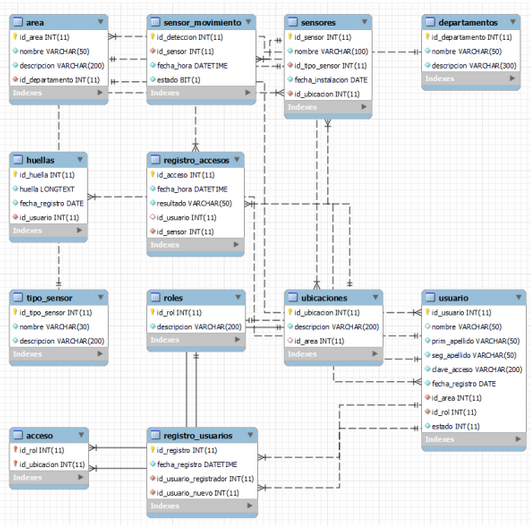 area
id_area INT(11)
nombre VARCHAR(50)
descripcion VARCHAR(200)
id_departamento INT(11)
Indexes
sensor_movimiento
id_deteccion INT(11)
id_sensor INT(11)
fecha_hora DATETIME
estado BIT(1)
Indexes
sensores
id_sensor INT(11)
nombre VARCHAR(100)
id_tipo_sensor INT(11)
fecha_instalacion DATE
id_ubicacion INT(11)
Indexes
departamentos
id_departamento INT(11)
nombre VARCHAR(50)
descripcion VARCHAR(300)
Indexes
huellas
id_huella INT(11)
huella LONGTEXT
fecha_registro DATE
id_usuario INT(11)
Indexes
registro_accesos
id_acceso INT(11)
fecha_hora DATETIME
resultado VARCHAR(50)
id_usuario INT(11)
id_sensor INT(11)
Indexes
tipo_sensor
id_tipo_sensor INT(11)
nombre VARCHAR(30)
descripcion VARCHAR(200)
Indexes
roles
id_rol INT(11)
descripcion VARCHAR(200)
Indexes
ubicaciones
id_ubicacion INT(11)
descripcion VARCHAR(200)
id_area INT(11)
Indexes
usuario
id_usuario INT(11)
nombre VARCHAR(50)
prim_apellido VARCHAR(50)
seg_apellido VARCHAR(50)
clave_acceso VARCHAR(200)
fecha_registro DATE
id_area INT(11)
id_rol INT(11)
estado INT(11)
Indexes
acceso
id_rol INT(11)
id_ubicacion INT(11)
Indexes
registro_usuarios
id_registro INT(11)
fecha_registro DATETIME
id_usuario_registrador INT(11)
id_usuario_nuevo INT(11)
Indexes